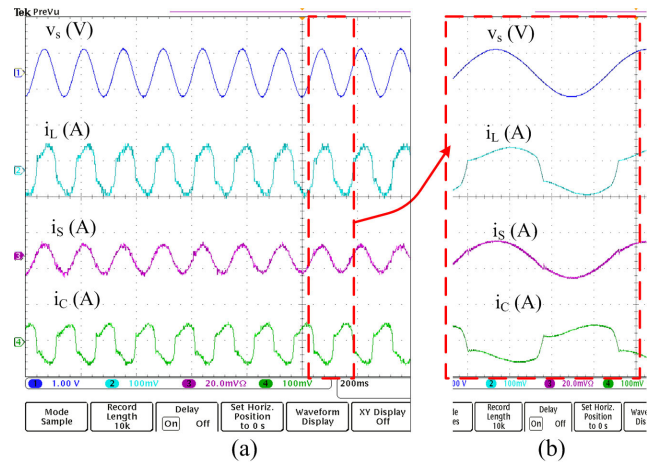 Tek PreVu
vs (V)
1
iL (A)
2
iS (A)
3
iC (A)
4
1 1.00 V 2 100mV 3 20.0mVΩ 4 100mV 200ms
Mode Sample
Record Length 10k
Delay On Off
Set Horiz. Position to 0 s
Waveform Display
XY Display Off
(a)
vs (V)
iL (A)
iS (A)
iC (A)
00 V 2 100mV 3 20.0mVΩ 4 100mV
Record Length 10k
Delay On Off
Set Horiz. Position to 0 s
(b)